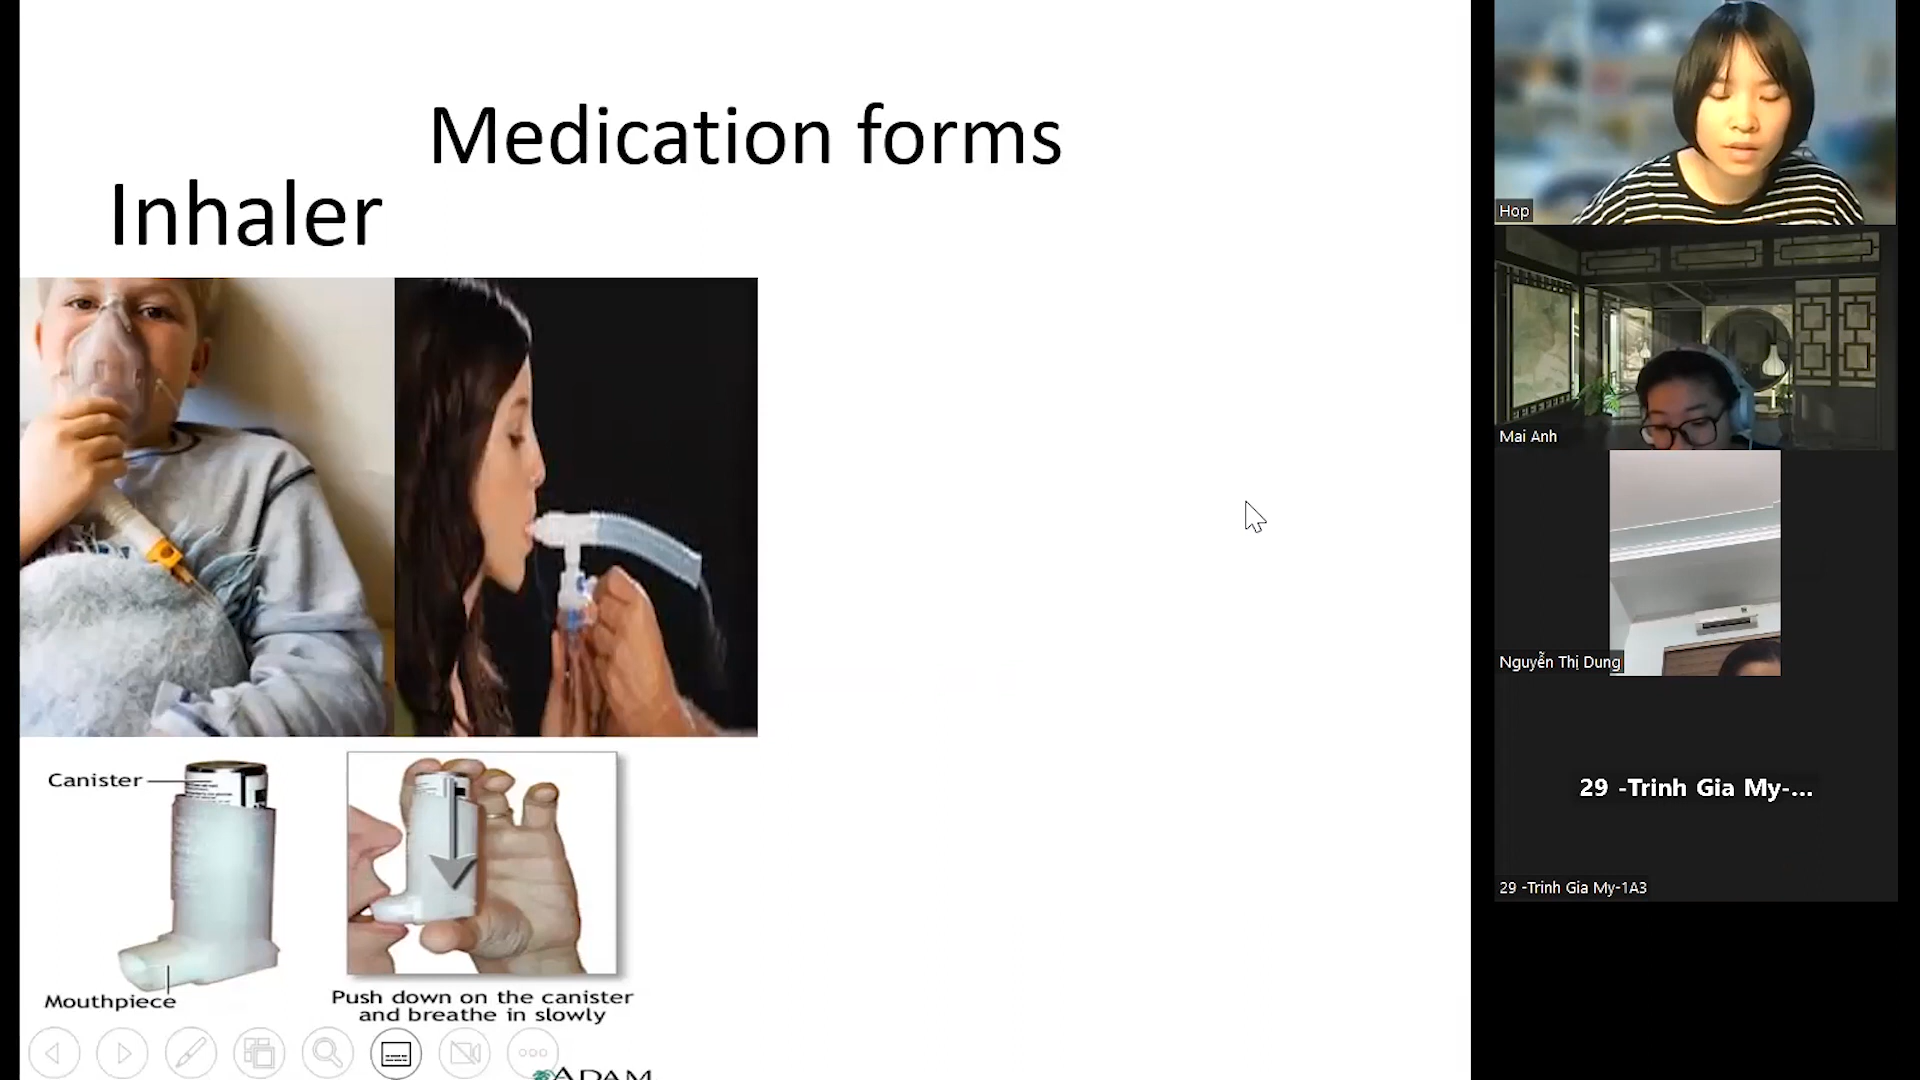 Medication forms
Inhaler
Canister
Mouthpiece
Push down on the canister
and breathe in slowly
ADAM
Hop
Mai Anh
Nguyễn Thị Dung
29 -Trinh Gia My-...
29 -Trinh Gia My-1A3